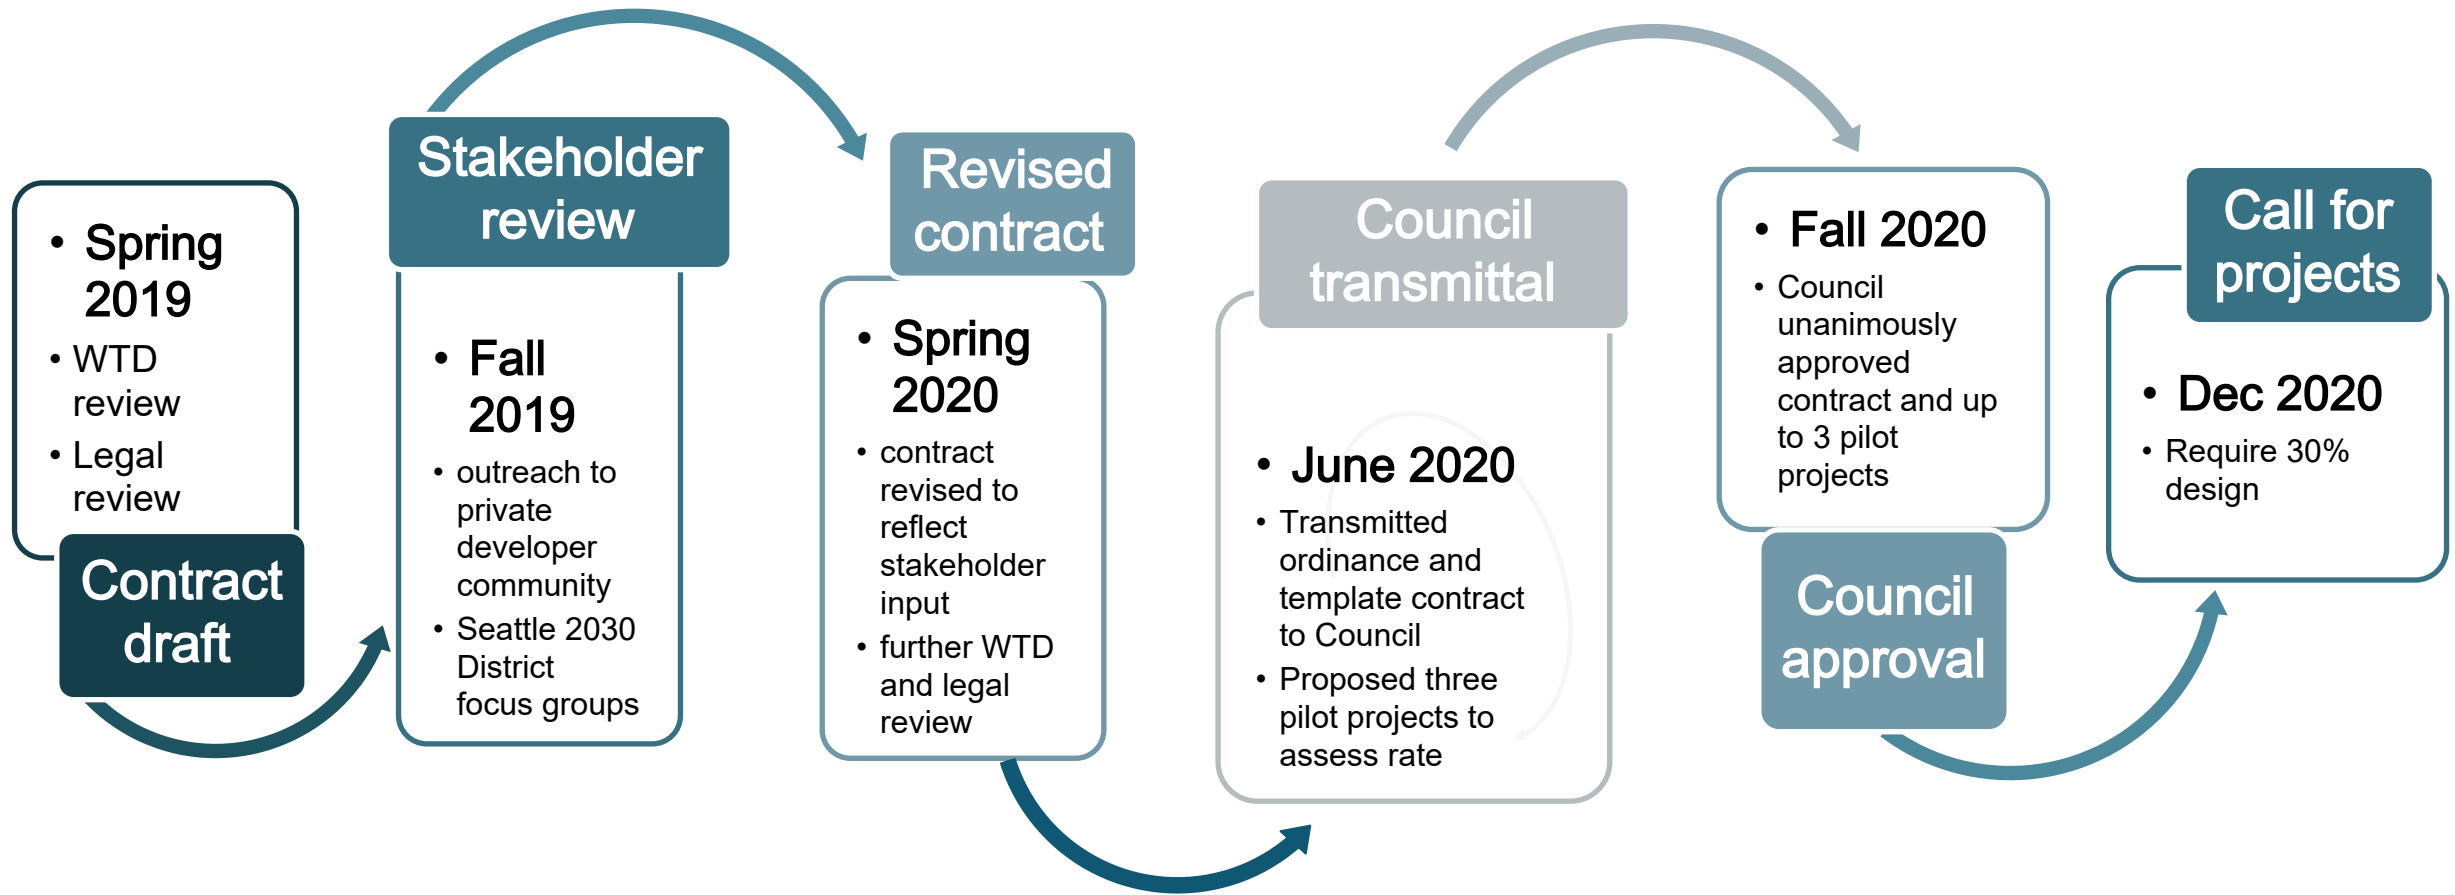 • Spring
2019
• WTD
review
• Legal
review
Contract
draft
Stakeholder
review
• Fall
2019
• outreach to
private
developer
community
• Seattle 2030
District
focus groups
Revised
contract
• Spring
2020
• contract
revised to
reflect
stakeholder
input
• further WTD
and legal
review
Council
transmittal
• June 2020
• Transmitted
ordinance and
template contract
to Council
• Proposed three
pilot projects to
assess rate
• Fall 2020
• Council
unanimously
approved
contract and up
to 3 pilot
projects
Council
approval
Call for
projects
• Dec 2020
• Require 30%
design